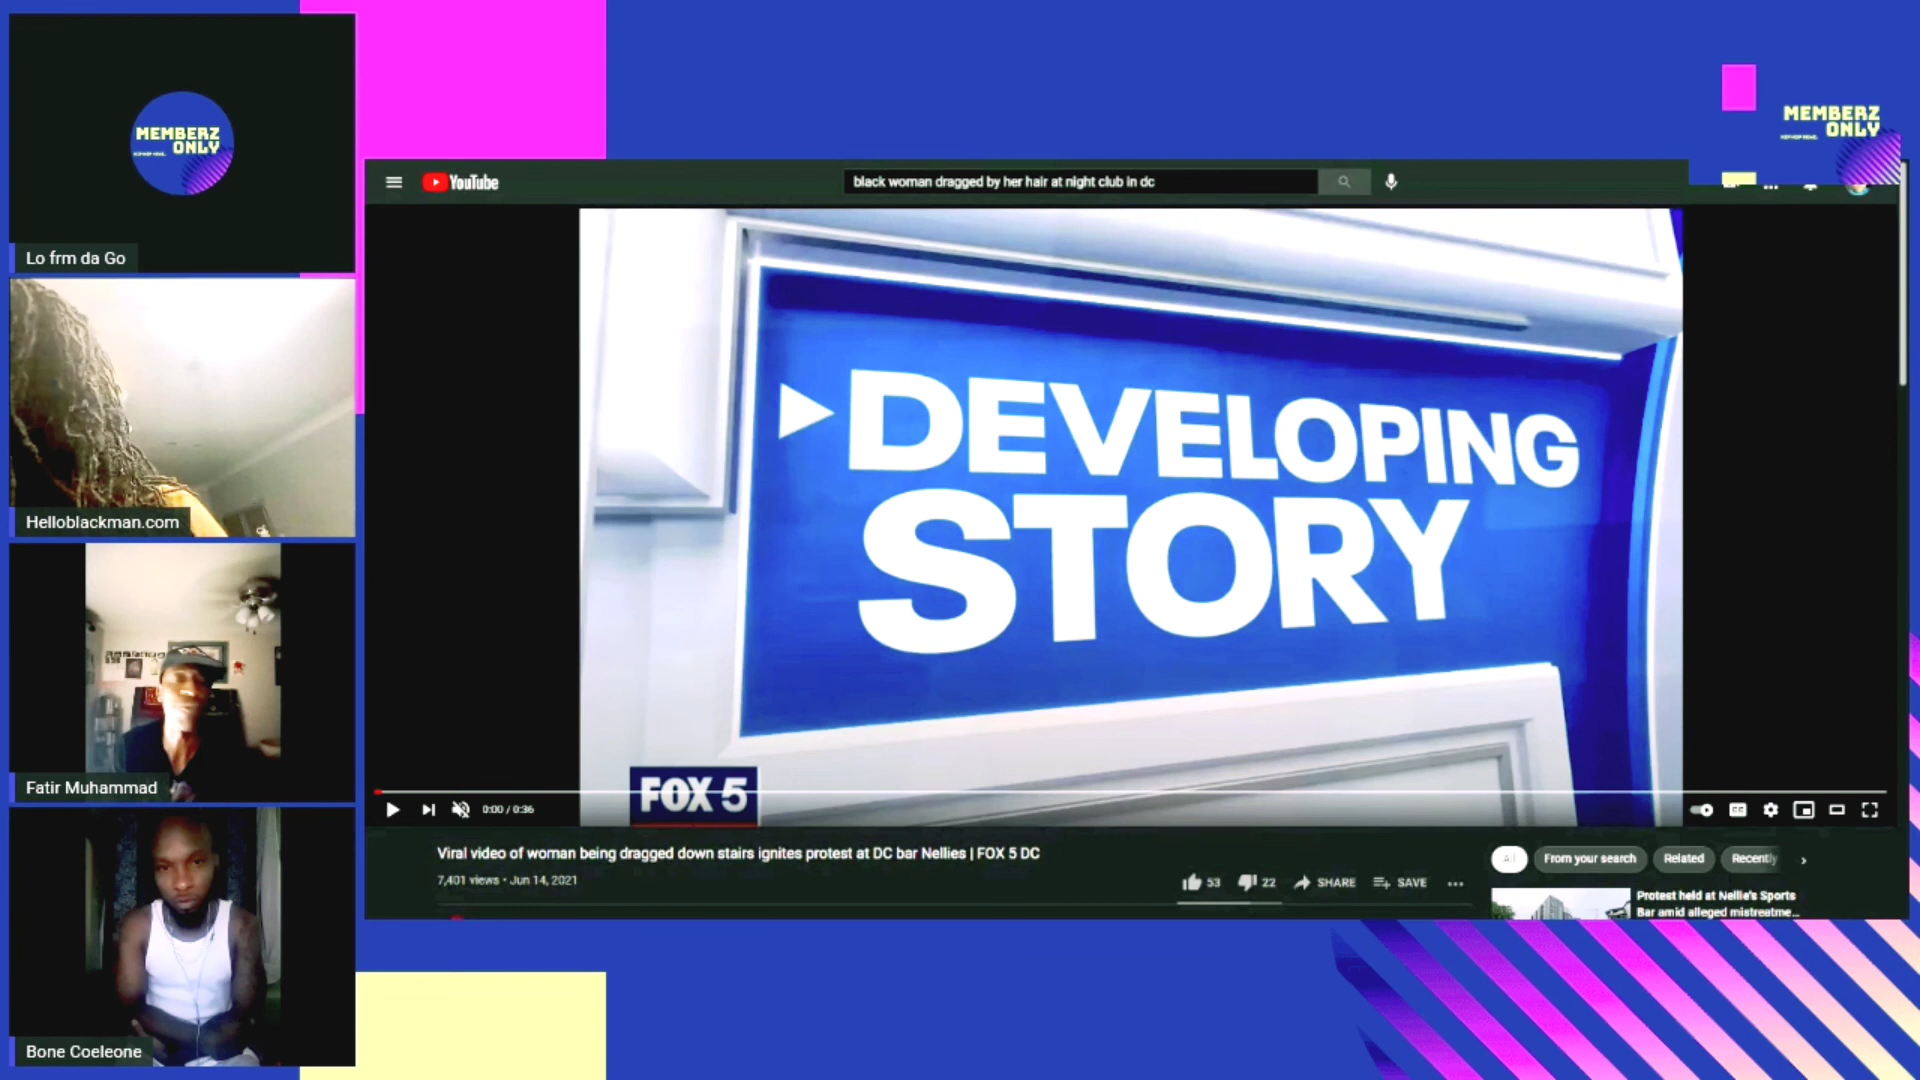 MEMBERZ
ONLY
Lo frm da Go
Helloblackman.com
Fatir Muhammad
Bone Coeleone
MEMBERZ
ONLY
YouTube
black woman dragged by her hair at night club in dc
DEVELOPING
STORY
FOX 5
0:00 / 0:36
CC
Viral video of woman being dragged down stairs ignites protest at DC bar Nellies | FOX 5 DC
7,401 views • Jun 14, 2021
53
22
SHARE
SAVE
All
From your search
Related
Recently
Protest held at Nellie's Sports
Bar amid alleged mistreatme...